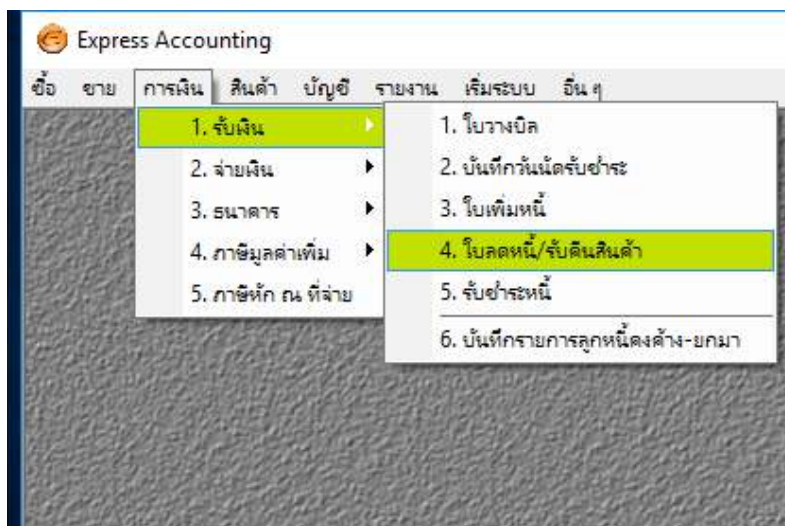 Express Accounting
ซื้อ ขาย การเงิน สินค้า บัญชี รายงาน เริ่มระบบ อื่น ๆ
1. รับเงิน
2. จ่ายเงิน
3. ธนาคาร
4. ภาษีมูลค่าเพิ่ม
5. ภาษีหัก ณ ที่จ่าย
1. ใบวางบิล
2. บันทึกวันนัดรับชำระ
3. ใบเพิ่มหนี้
4. ใบลดหนี้/รับคืนสินค้า
5. รับชำระหนี้
6. บันทึกรายการลูกหนี้คงค้าง-ยกมา